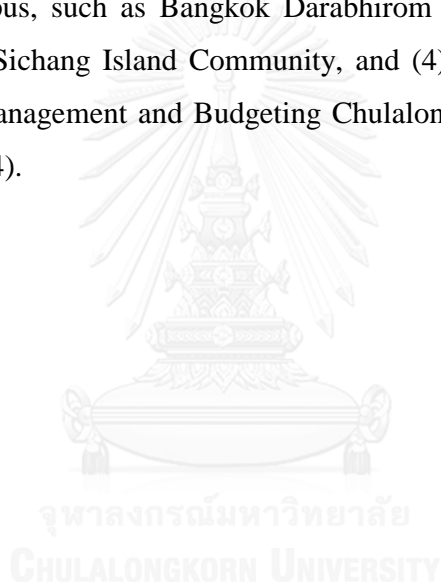 ous, such as Bangkok Darabhirom
Sichang Island Community, and (4)
anagement and Budgeting Chulalon
4).
จุฬาลงกรณ์มหาวิทยาลัย
CHULALONGKORN UNIVERSITY